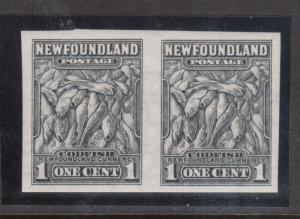 NEWFOUNDLAND
POSTAGE
CODFISH
NEWFOUNDLAND CURRENCY
1 ONE CENT 1
NEWFOUNDLAND
POSTAGE
CODFISH
NEWFOUNDLAND CURRENCY
1 ONE CENT 1